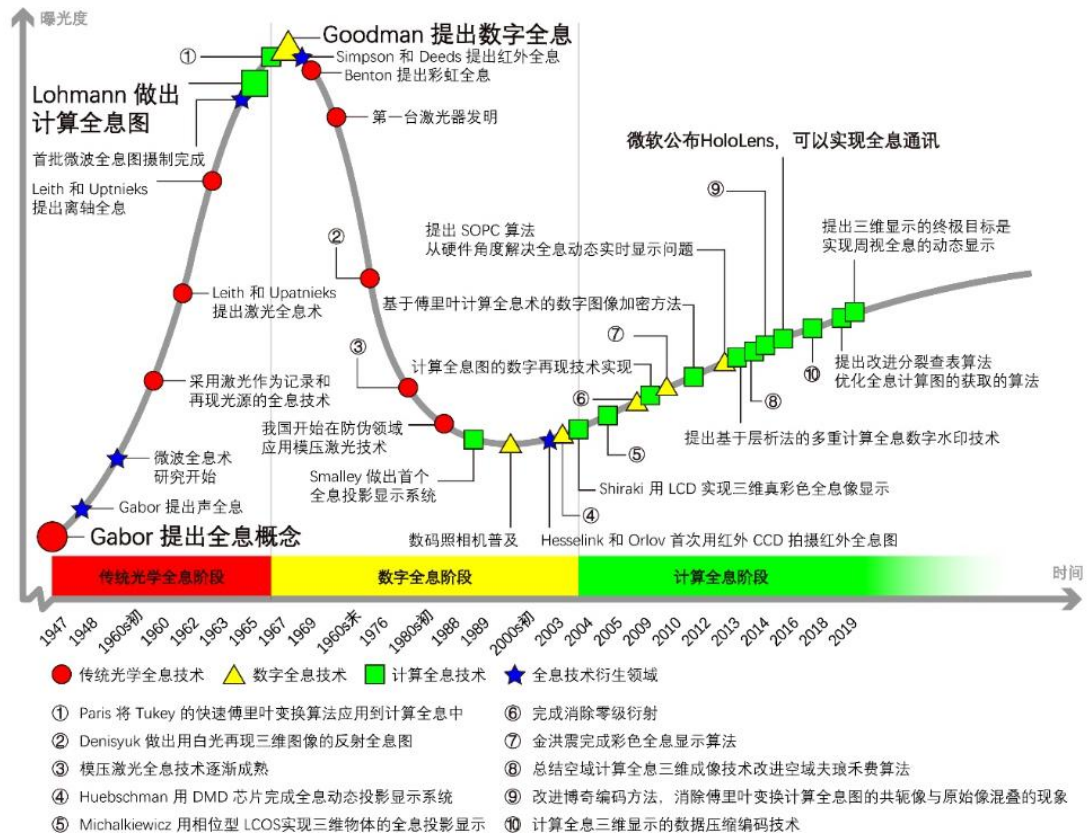 曝光度
Goodman 提出数字全息
①
Simpson 和 Deeds 提出红外全息
Benton 提出彩虹全息
Lohmann 做出
计算全息图
第一台激光器发明
首批微波全息图摄制完成
微软公布HoloLens，可以实现全息通讯
Leith 和 Uptnieks
提出离轴全息
⑨
提出 SOPC 算法
从硬件角度解决全息动态实时显示问题
提出三维显示的终极目标是
实现周视全息的动态显示
②
Leith 和 Upatnieks
提出激光全息术
基于傅里叶计算全息术的数字图像加密方法
⑦
③
计算全息图的数字再现技术实现
采用激光作为记录和
再现光源的全息技术
提出改进分裂查表算法
优化全息计算图的获取的算法
⑩
⑥
⑧
我国开始在防伪领域
应用模压激光技术
提出基于层析法的多重计算全息数字水印技术
⑤
微波全息术
研究开始
Smalley 做出首个
全息投影显示系统
Shiraki 用 LCD 实现三维真彩色全息像显示
Gabor 提出声全息
④
Gabor 提出全息概念
数码照相机普及
Hesselink 和 Orlov 首次用红外 CCD 拍摄红外全息图
传统光学全息阶段
数字全息阶段
计算全息阶段
时间
1947
1948
1960s初
1960
1962
1963
1965
1967
1969
1960s末
1976
1980s初
1988
1989
2000s初
2003
2004
2005
2009
2010
2012
2013
2014
2016
2018
2019
传统光学全息技术
数字全息技术
计算全息技术
全息技术衍生领域
① Paris 将 Tukey 的快速傅里叶变换算法应用到计算全息中
② Denisyuk 做出用白光再现三维图像的反射全息图
③ 模压激光全息技术逐渐成熟
④ Huebschman 用 DMD 芯片完成全息动态投影显示系统
⑤ Michalkiewicz 用相位型 LCOS实现三维物体的全息投影显示
⑥ 完成消除零级衍射
⑦ 金洪震完成彩色全息显示算法
⑧ 总结空域计算全息三维成像技术改进空域夫琅禾费算法
⑨ 改进博奇编码方法，消除傅里叶变换计算全息图的共轭像与原始像混叠的现象
⑩ 计算全息三维显示的数据压缩编码技术